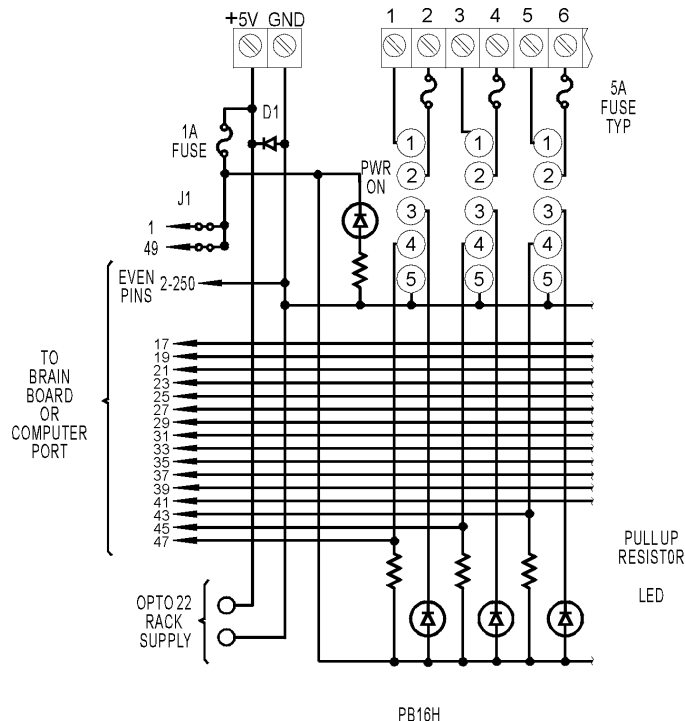 +5V GND 1 2 3 4 5 6
5A
FUSE
TYP
D1
1A
FUSE
PWR
ON
J1
1
49
1 1 1
2 2 2
3 3 3
4 4 4
5 5 5
EVEN
PINS 2-250
TO
BRAIN
BOARD
OR
COMPUTER
PORT
17
19
21
23
25
27
29
31
33
35
37
39
41
43
45
47
PULLUP
RESISTOR
LED
OPTO 22
RACK
SUPPLY
PB16H